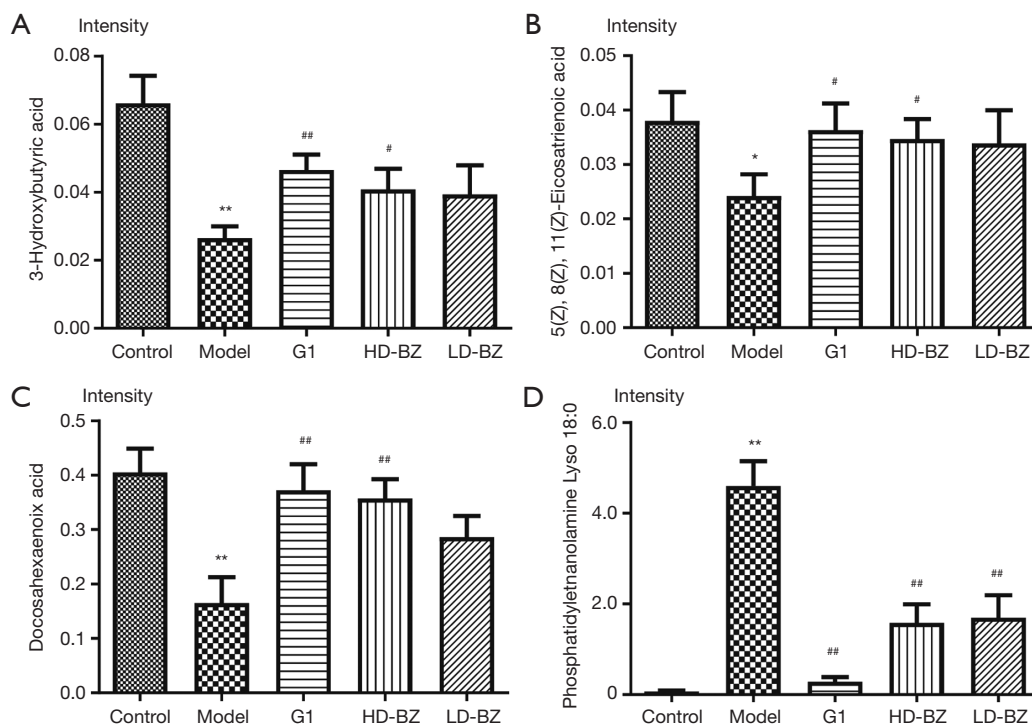 A
Intensity
3-Hydroxybutyric acid
0.08
0.06
0.04
0.02
0.00
**
##
#
Control Model G1 HD-BZ LD-BZ
B
Intensity
5(Z), 8(Z), 11(Z)-Eicosatrienoic acid
0.05
0.04
0.03
0.02
0.01
0.00
*
#
#
Control Model G1 HD-BZ LD-BZ
C
Intensity
Docosahexaenoix acid
0.5
0.4
0.3
0.2
0.1
0.0
**
##
##
Control Model G1 HD-BZ LD-BZ
D
Intensity
Phosphatidyletnanolamine Lyso 18:0
6.0
4.0
2.0
0
**
##
##
##
Control Model G1 HD-BZ LD-BZ